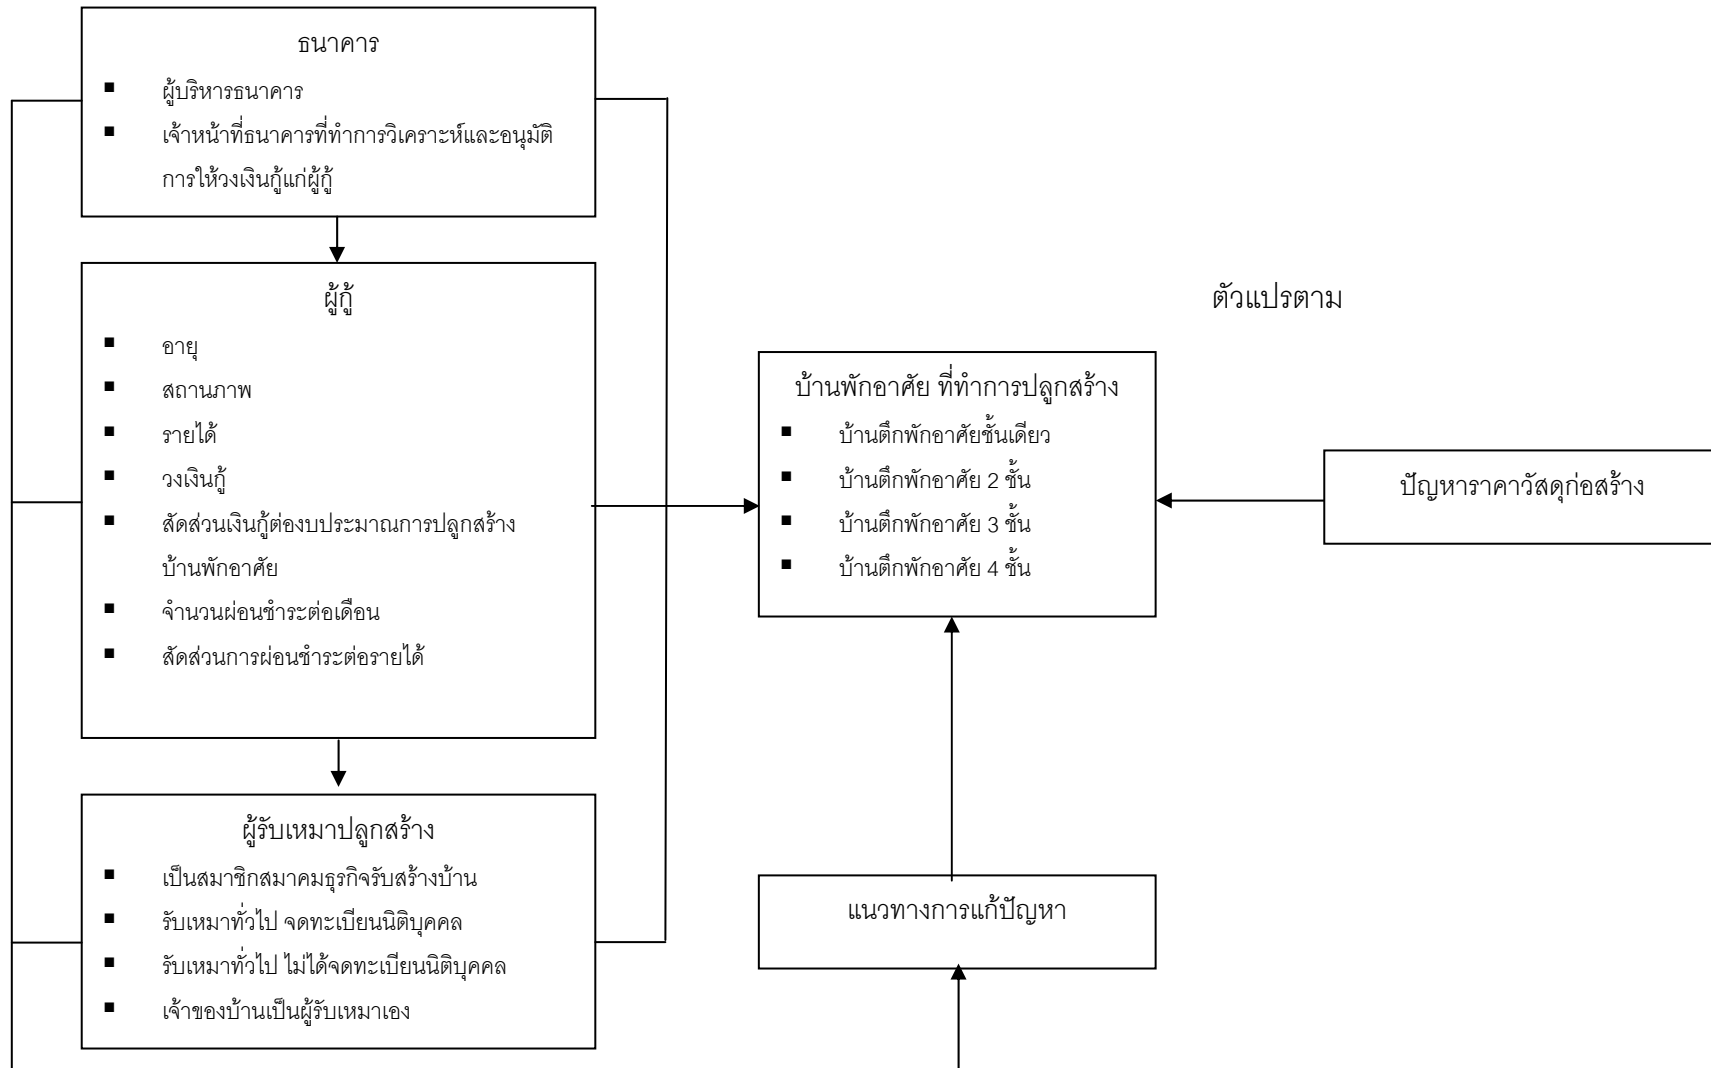 ธนาคาร
▪ ผู้บริหารธนาคาร
▪ เจ้าหน้าที่ธนาคารที่ทำการวิเคราะห์และอนุมัติ
การให้วงเงินกู้แก่ผู้กู้
ผู้กู้
▪ อายุ
▪ สถานภาพ
▪ รายได้
▪ วงเงินกู้
▪ สัดส่วนเงินกู้ต่องบประมาณการปลูกสร้าง
บ้านพักอาศัย
▪ จำนวนผ่อนชำระต่อเดือน
▪ สัดส่วนการผ่อนชำระต่อรายได้
ผู้รับเหมาปลูกสร้าง
▪ เป็นสมาชิกสมาคมธุรกิจรับสร้างบ้าน
▪ รับเหมาทั่วไป จดทะเบียนนิติบุคคล
▪ รับเหมาทั่วไป ไม่ได้จดทะเบียนนิติบุคคล
▪ เจ้าของบ้านเป็นผู้รับเหมาเอง
ตัวแปรตาม
บ้านพักอาศัย ที่ทำการปลูกสร้าง
▪ บ้านตึกพักอาศัยชั้นเดียว
▪ บ้านตึกพักอาศัย 2 ชั้น
▪ บ้านตึกพักอาศัย 3 ชั้น
▪ บ้านตึกพักอาศัย 4 ชั้น
ปัญหาราคาวัสดุก่อสร้าง
แนวทางการแก้ปัญหา